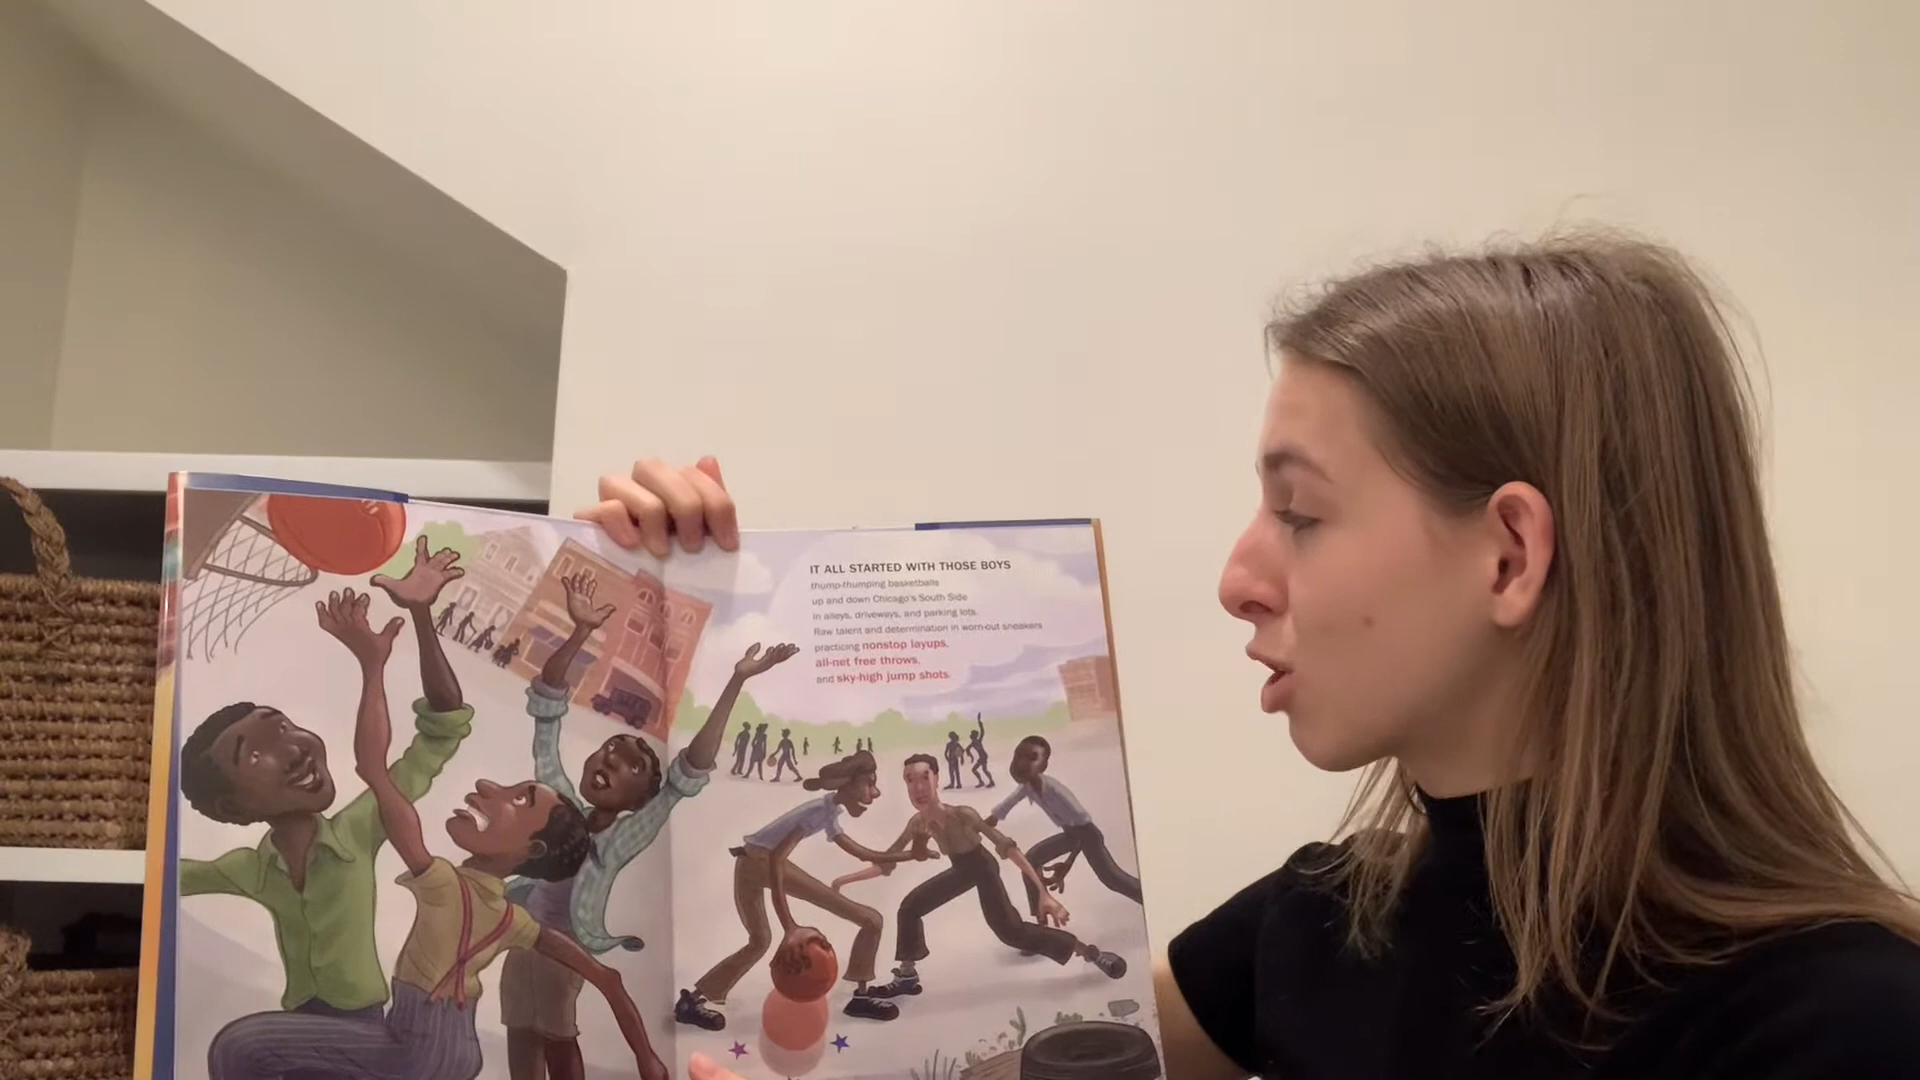 IT ALL STARTED WITH THOSE BOYS
thump-thumping basketballs
up and down Chicago's South Side
in alleys, driveways, and parking lots.
Raw talent and determination in worn-out sneakers
practicing nonstop layups,
all-net free throws,
and sky-high jump shots.